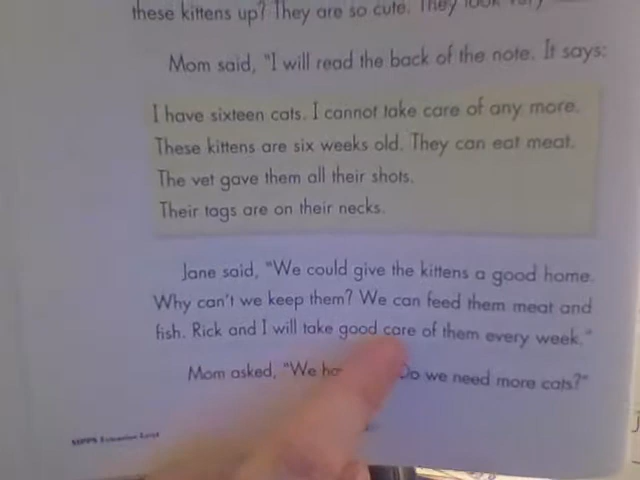 these kittens up? They are so cute. They look very
Mom said, "I will read the back of the note. It says:
I have sixteen cats. I cannot take care of any more.
These kittens are six weeks old. They can eat meat.
The vet gave them all their shots.
Their tags are on their necks.
Jane said, "We could give the kittens a good home.
Why can't we keep them? We can feed them meat and
fish. Rick and I will take good care of them every week."
Mom asked, "We Do we need more cats?"